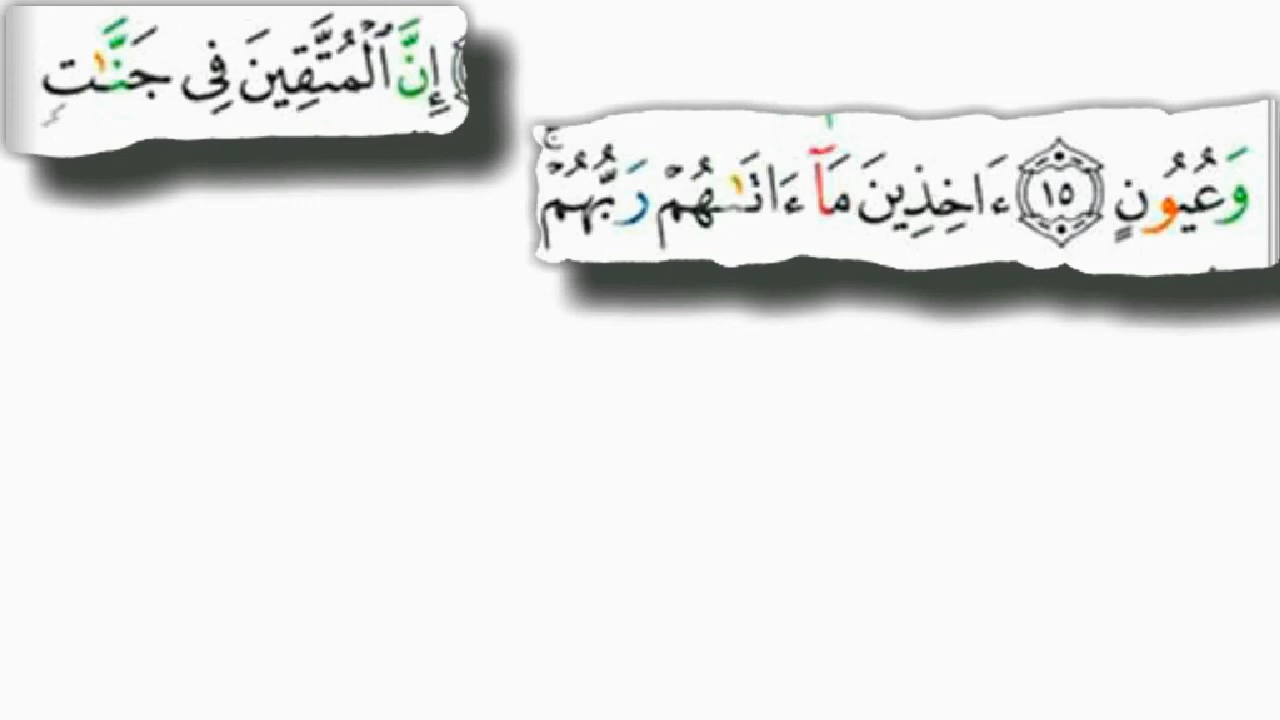 إِنَّ ٱلْمُتَّقِينَ فِى جَنَّـٰتٍ
وَعُيُونٍ ١٥ ءَاخِذِينَ مَآ ءَاتَىٰهُمْ رَبُّهُمْ ۚ